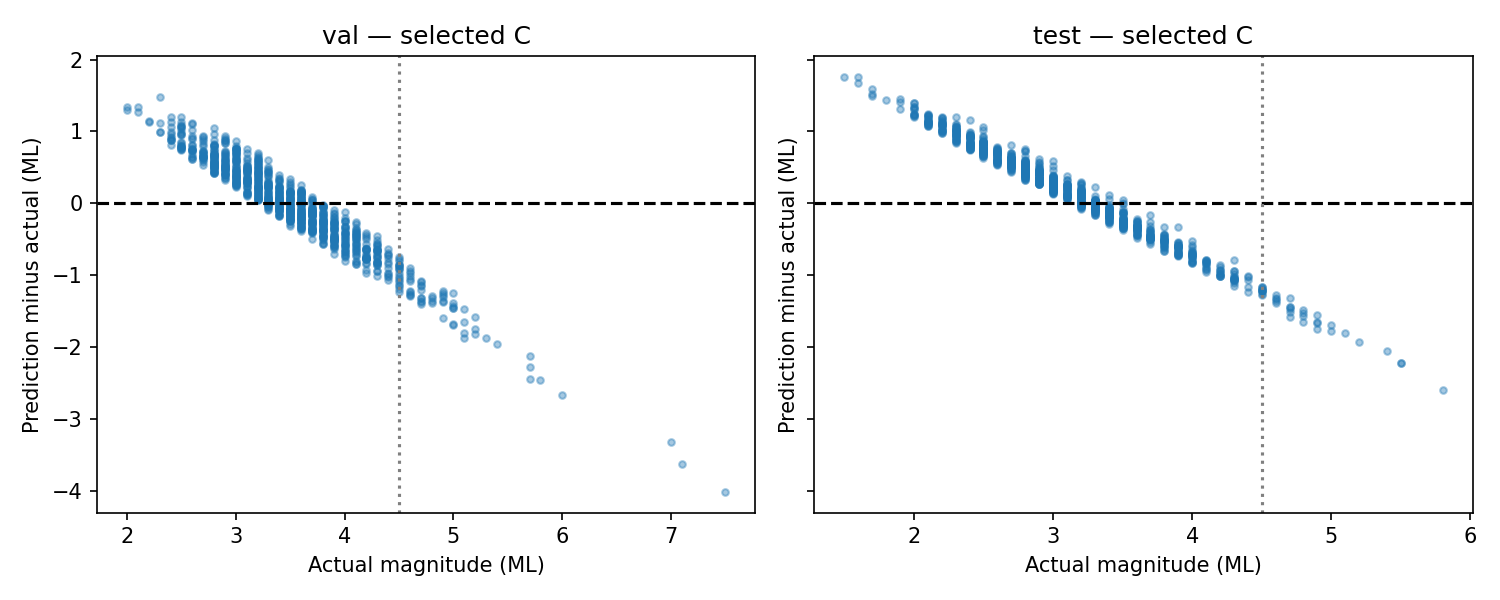 val — selected C
2
1
0
−1
−2
−3
−4
Prediction minus actual (ML)
2 3 4 5 6 7
Actual magnitude (ML)
test — selected C
Prediction minus actual (ML)
2 3 4 5 6
Actual magnitude (ML)